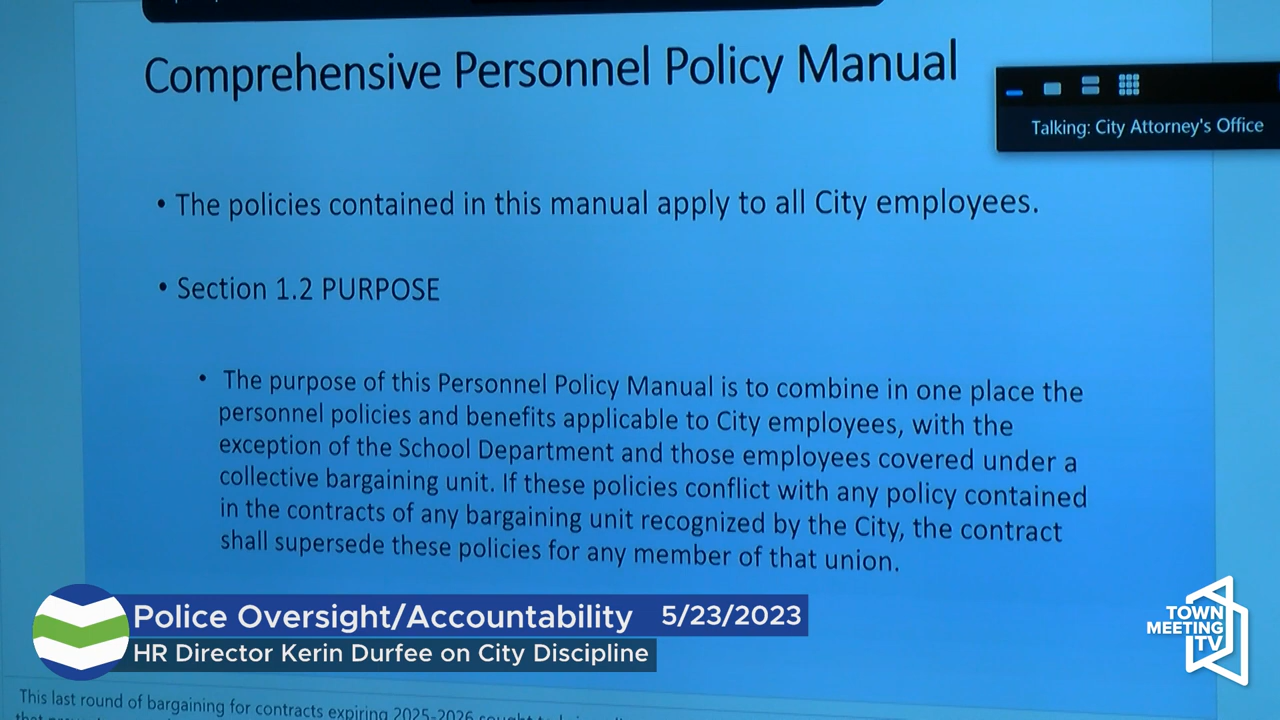 Comprehensive Personnel Policy Manual
Talking: City Attorney's Office
• The policies contained in this manual apply to all City employees.
• Section 1.2 PURPOSE
• The purpose of this Personnel Policy Manual is to combine in one place the
personnel policies and benefits applicable to City employees, with the
exception of the School Department and those employees covered under a
collective bargaining unit. If these policies conflict with any policy contained
in the contracts of any bargaining unit recognized by the City, the contract
shall supersede these policies for any member of that union.
Police Oversight/Accountability 5/23/2023
HR Director Kerin Durfee on City Discipline
TOWN
MEETING
TV
This last round of bargaining for contracts expiring 2025-2026 sought